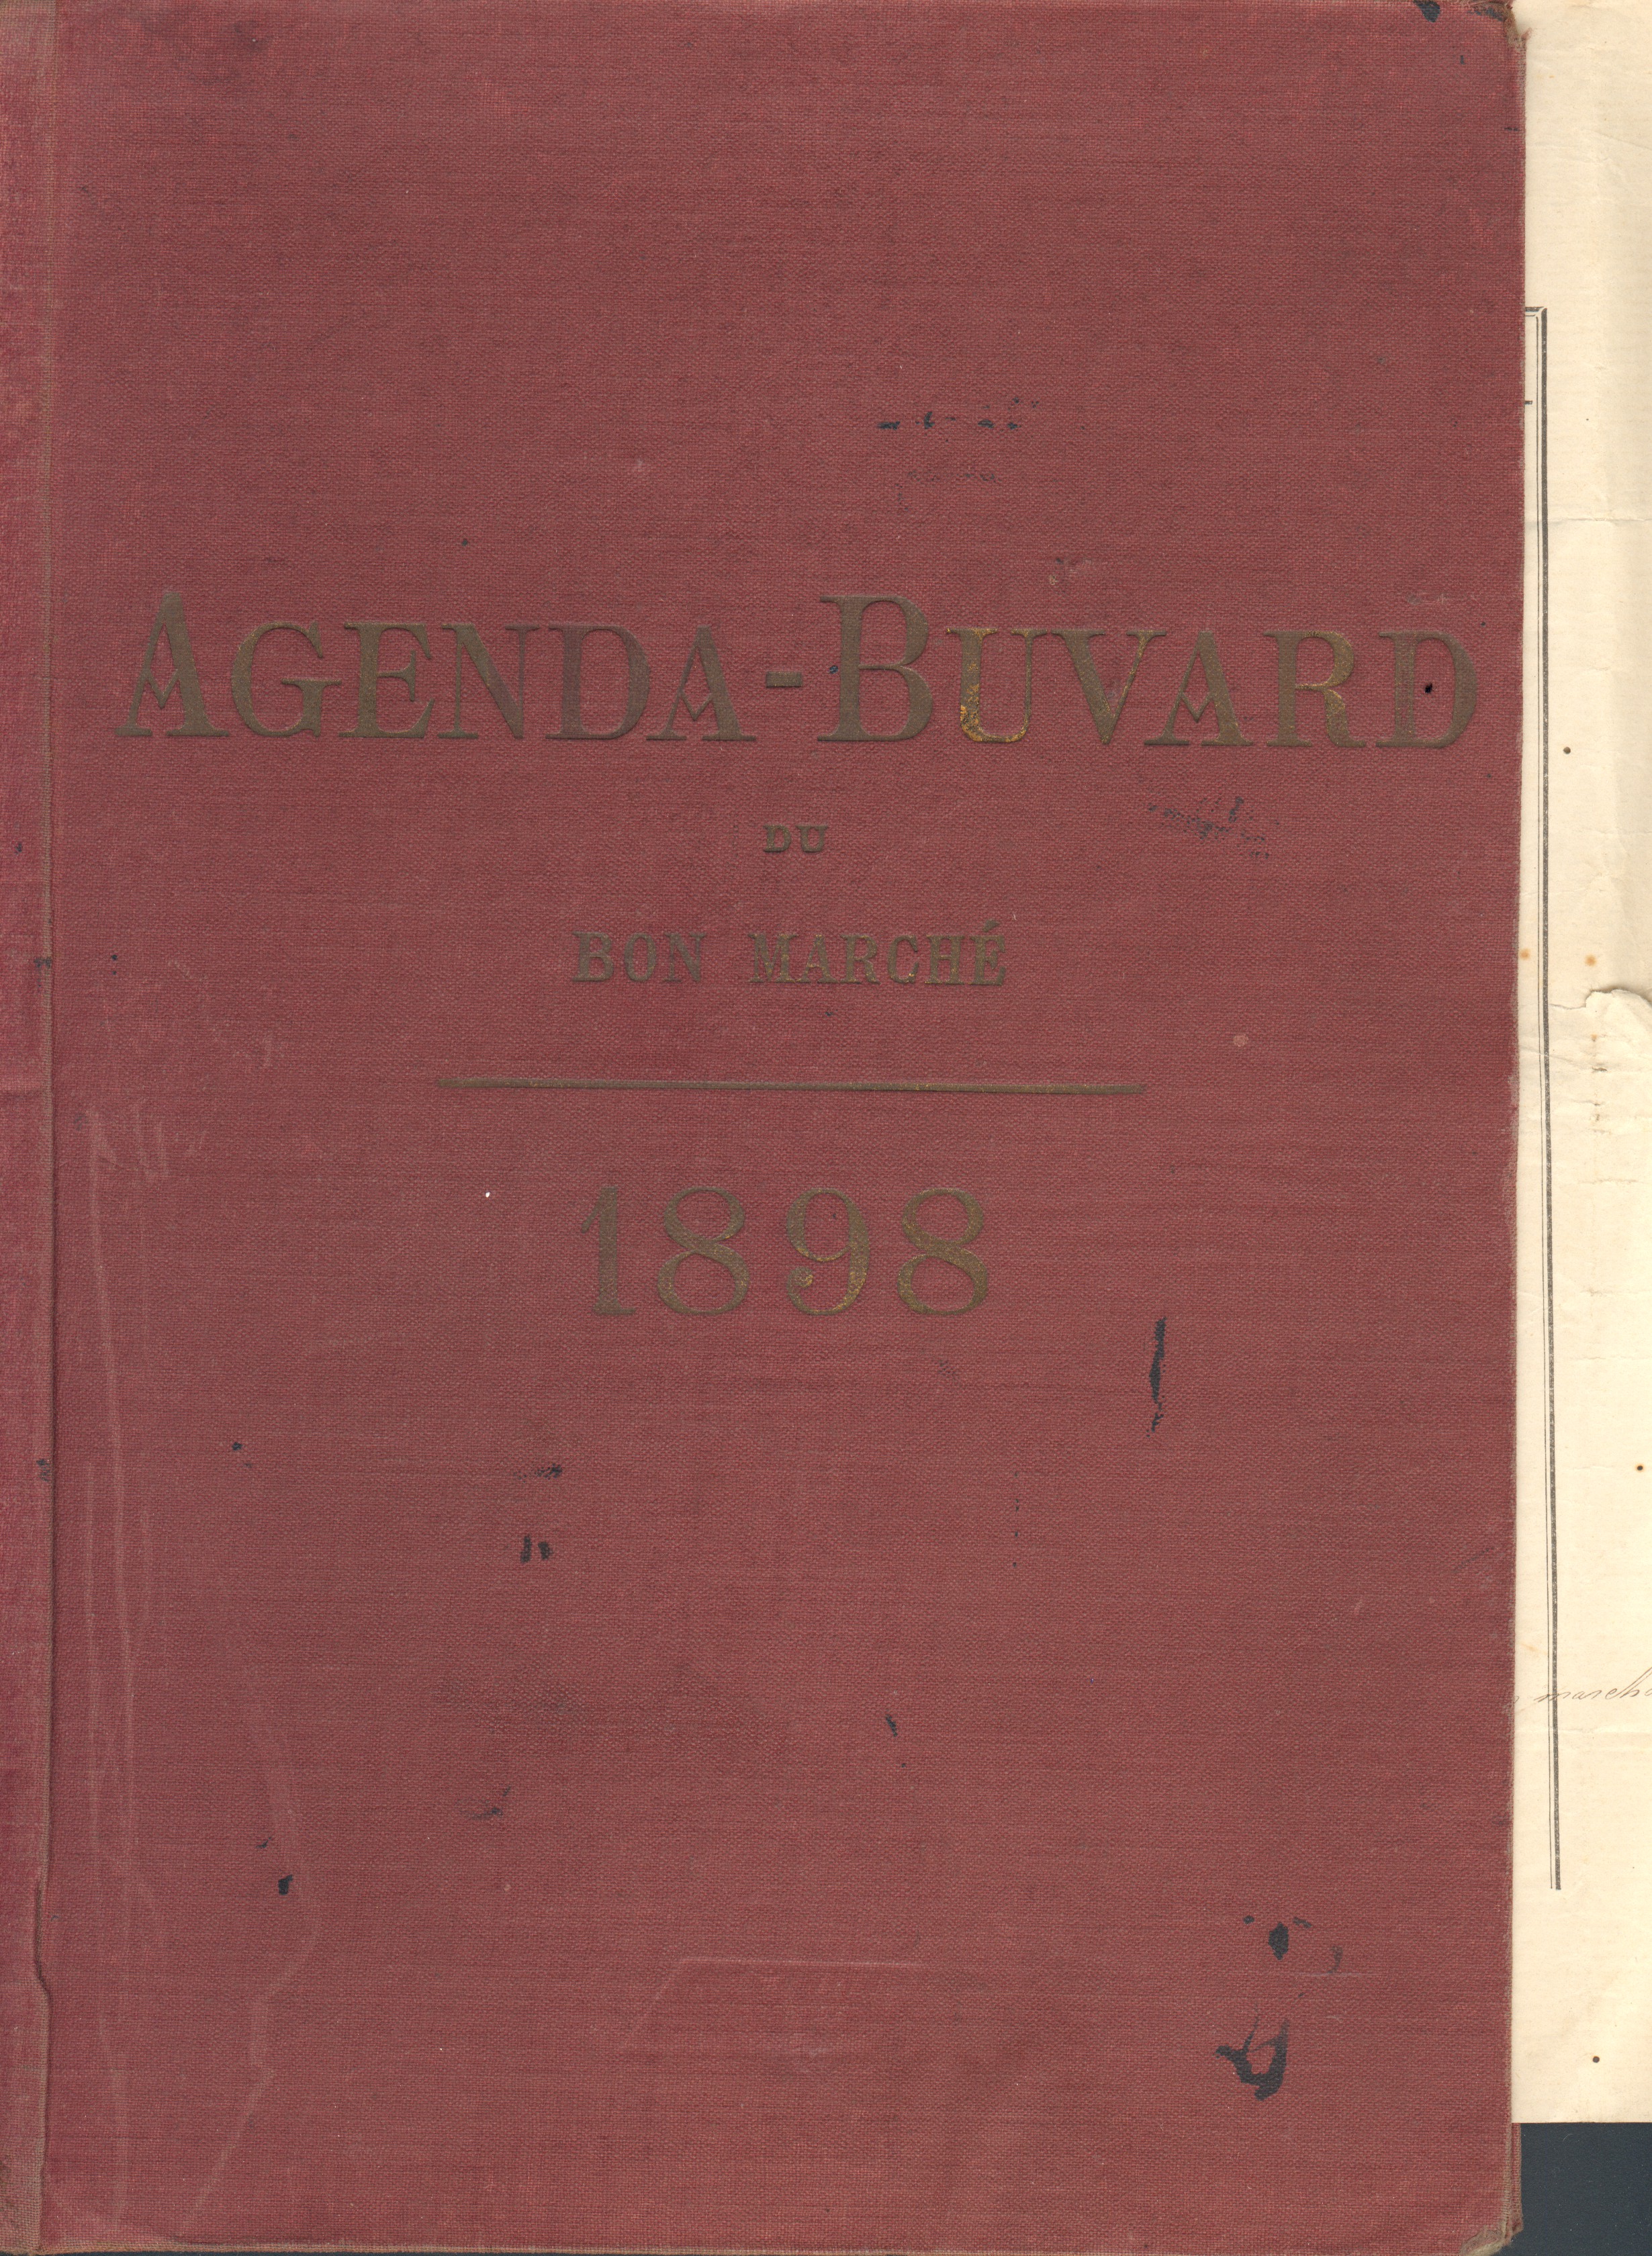 AGENDA-BUVARD
DU
BON MARCHÉ
1898